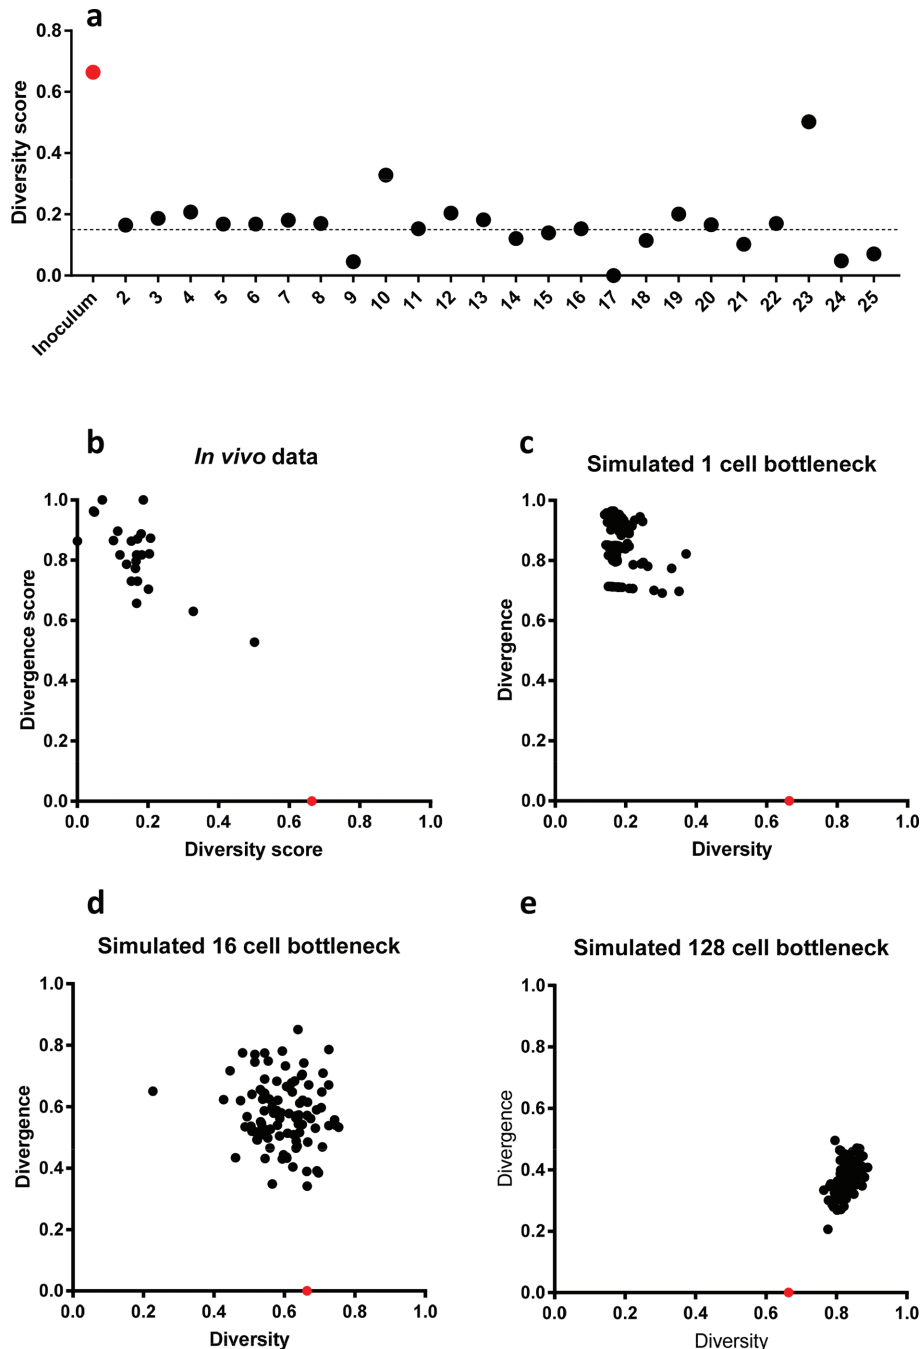 a
Diversity score
0.8
0.6
0.4
0.2
0.0
Inoculum 2 3 4 5 6 7 8 9 10 11 12 13 14 15 16 17 18 19 20 21 22 23 24 25
b
In vivo data
Divergence score
1.0
0.8
0.6
0.4
0.2
0.0
0.0 0.2 0.4 0.6 0.8 1.0
Diversity score
c
Simulated 1 cell bottleneck
Divergence
1.0
0.8
0.6
0.4
0.2
0.0
0.0 0.2 0.4 0.6 0.8 1.0
Diversity
d
Simulated 16 cell bottleneck
Divergence
1.0
0.8
0.6
0.4
0.2
0.0
0.0 0.2 0.4 0.6 0.8 1.0
Diversity
e
Simulated 128 cell bottleneck
Divergence
1.0
0.8
0.6
0.4
0.2
0.0
0.0 0.2 0.4 0.6 0.8 1.0
Diversity